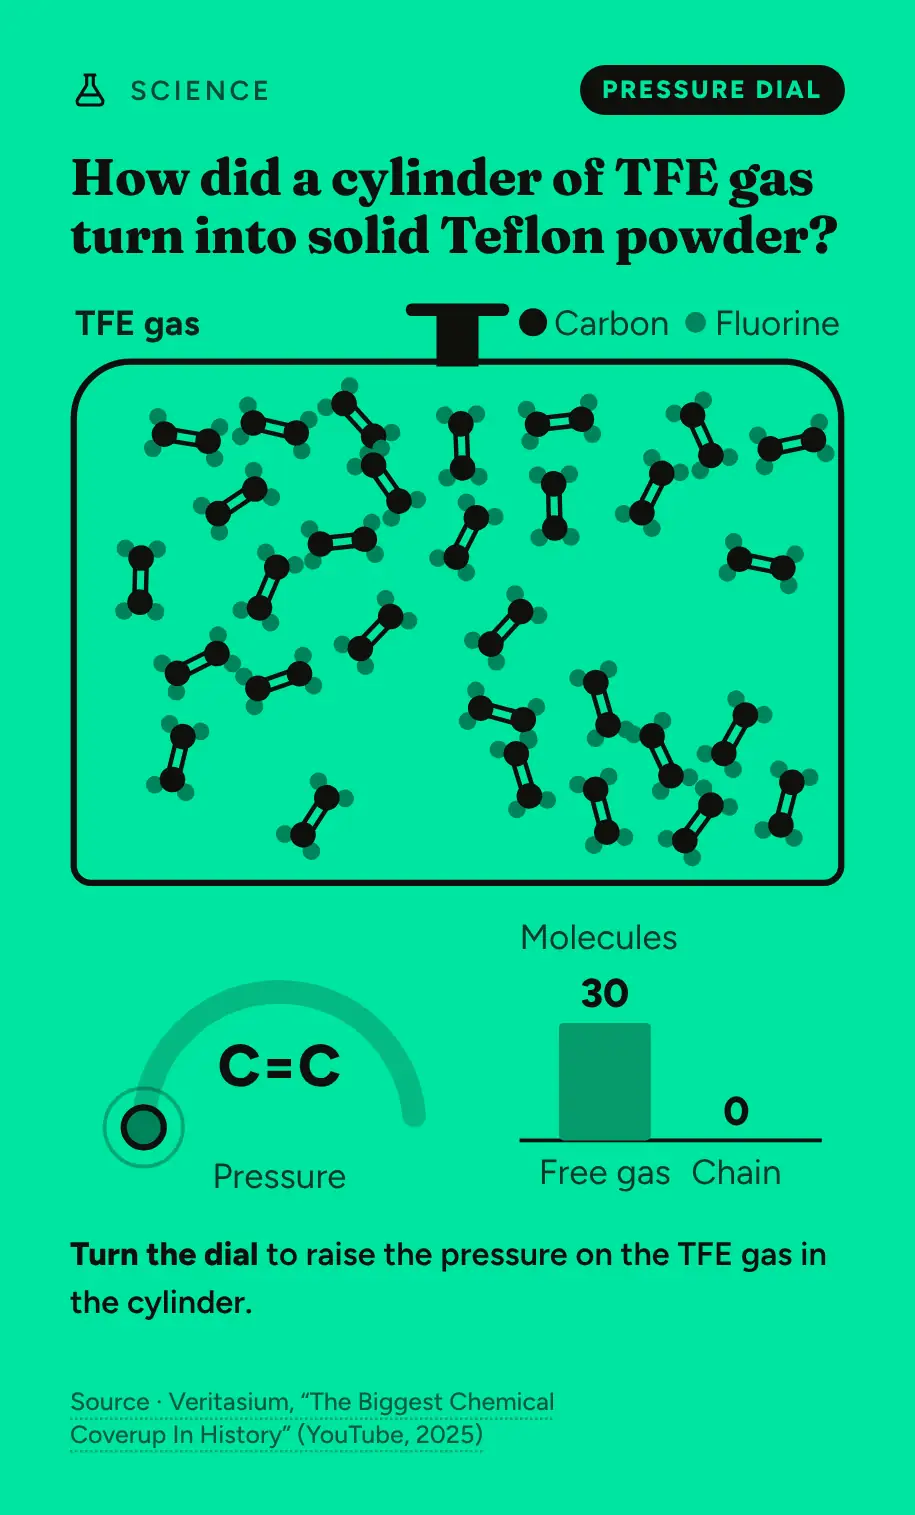 SCIENCE
PRESSURE DIAL
How did a cylinder of TFE gas
turn into solid Teflon powder?
TFE gas
Carbon
Fluorine
Molecules
30
0
Free gas
Chain
C=C
Pressure
Turn the dial to raise the pressure on the TFE gas in
the cylinder.
Source · Veritasium, “The Biggest Chemical
Coverup In History” (YouTube, 2025)